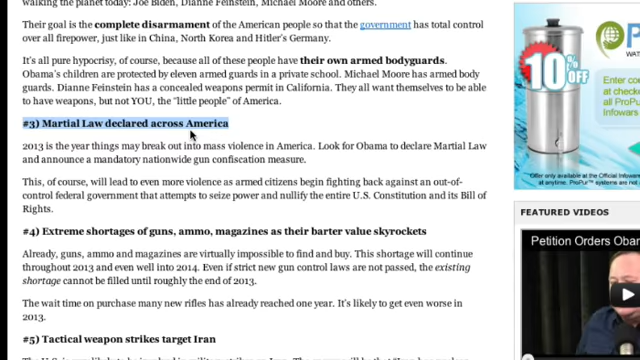 walking the planet today: Joe Biden, Dianne Feinstein, Michael Moore and others.
Their goal is the complete disarmament of the American people so that the government has total control
over all firepower, just like in China, North Korea and Hitler's Germany.
It's all pure hypocrisy, of course, because all of these people have their own armed bodyguards.
Obama's children are protected by eleven armed guards in a private school. Michael Moore has armed body
guards. Dianne Feinstein has a concealed weapons permit in California. They all want themselves to be able
to have weapons, but not YOU, the "little people" of America.
#3) Martial Law declared across America
2013 is the year things may break out into mass violence in America. Look for Obama to declare Martial Law
and announce a mandatory nationwide gun confiscation measure.
This, of course, will lead to even more violence as armed citizens begin fighting back against an out-of-
control federal government that attempts to seize power and nullify the entire U.S. Constitution and its Bill of
Rights.
#4) Extreme shortages of guns, ammo, magazines as their barter value skyrockets
Already, guns, ammo and magazines are virtually impossible to find and buy. This shortage will continue
throughout 2013 and even well into 2014. Even if strict new gun control laws are not passed, the existing
shortage cannot be filled until roughly the end of 2013.
The wait time on purchase many new rifles has already reached one year. It's likely to get even worse in
2013.
#5) Tactical weapon strikes target Iran
P
WAT
10%
OFF
Enter co
at checko
all ProPu
Infowars
Offer only available at the Official Infowars
at anytime. ProPur™ systems are not
FEATURED VIDEOS
Petition Orders Obam